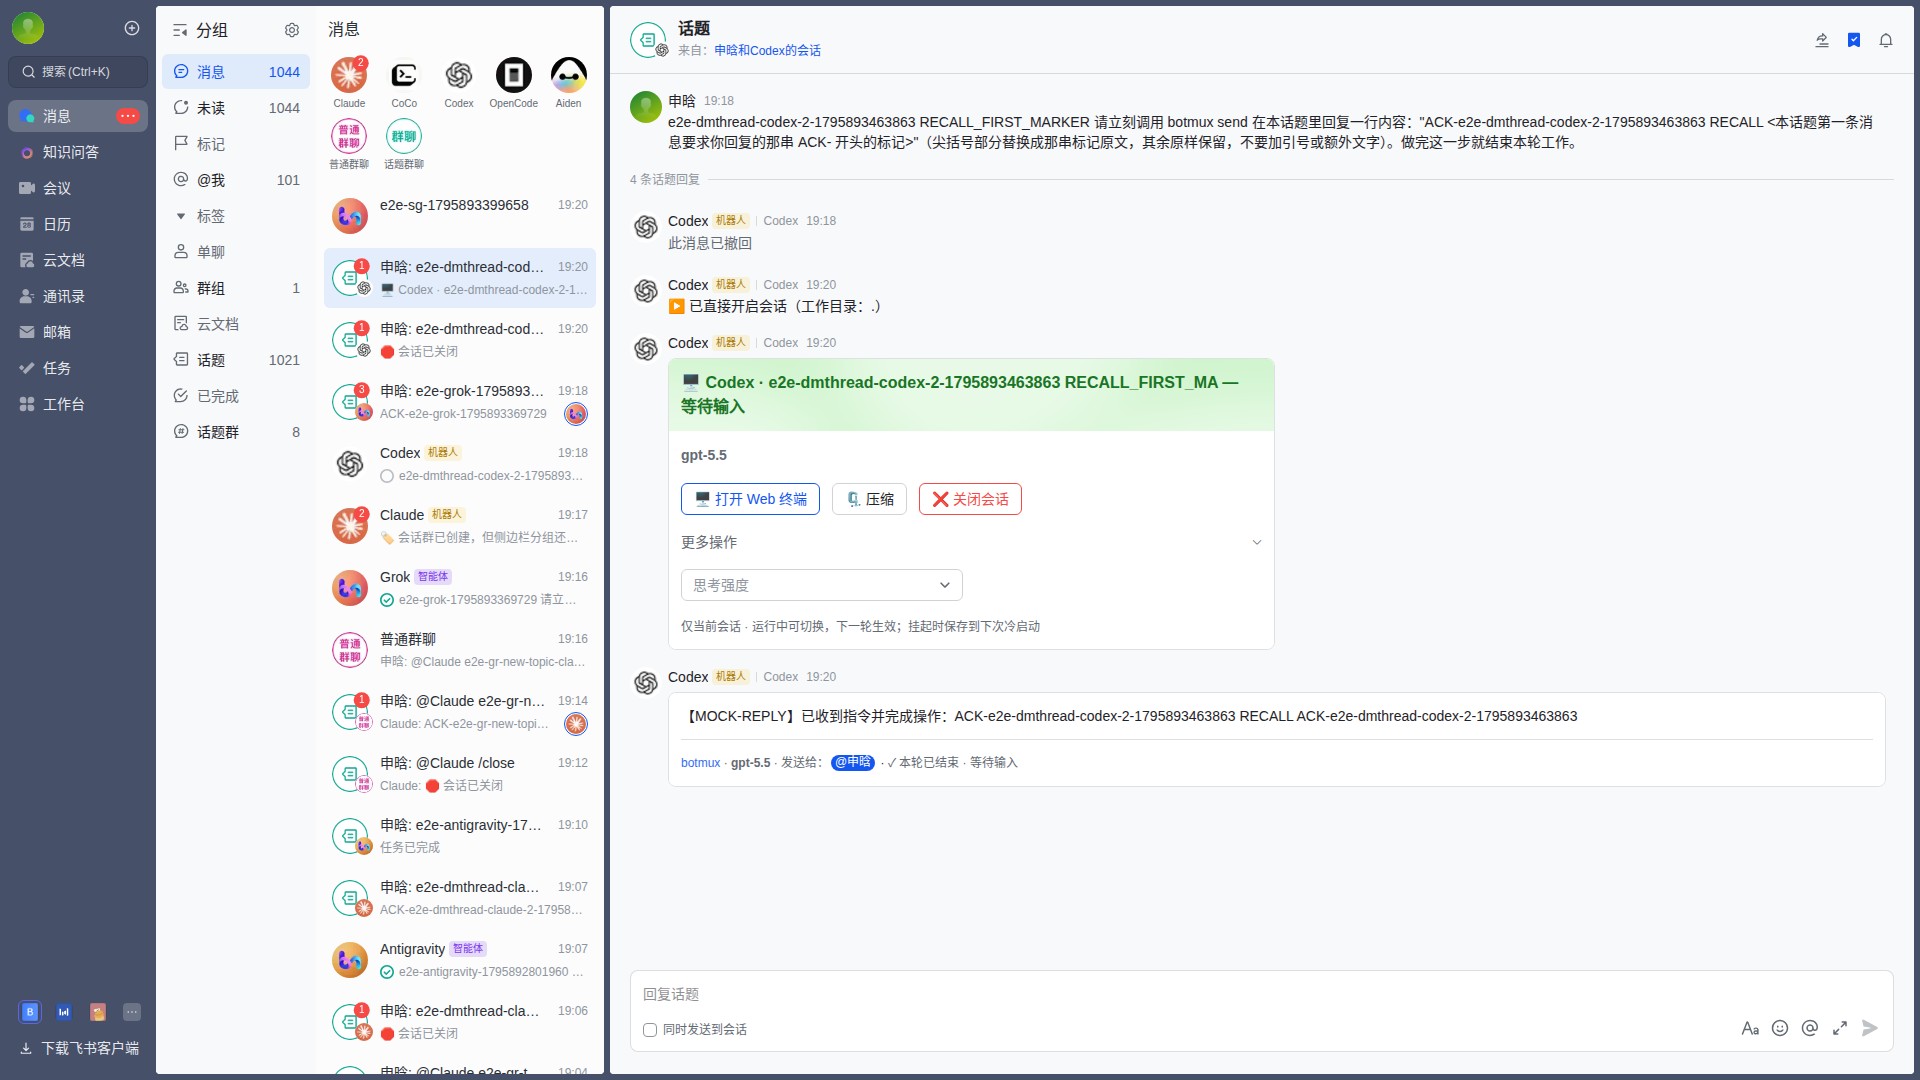 搜索 (Ctrl+K)
消息
知识问答
会议
日历
云文档
通讯录
邮箱
任务
工作台
下载飞书客户端
分组
消息 1044
未读 1044
标记
@我 101
标签
单聊
群组 1
云文档
话题 1021
已完成
话题群 8
消息
2
Claude
CoCo
Codex
OpenCode
Aiden
普通群聊
普通群聊
群聊
话题群聊
e2e-sg-1795893399658 19:20
1
申晗: e2e-dmthread-cod... 19:20
🖥️ Codex · e2e-dmthread-codex-2-1...
1
申晗: e2e-dmthread-cod... 19:20
🛑 会话已关闭
3
申晗: e2e-grok-1795893... 19:18
ACK-e2e-grok-1795893369729
Codex 机器人 19:18
e2e-dmthread-codex-2-1795893...
2
Claude 机器人 19:17
🏷️ 会话群已创建，但侧边栏分组还...
Grok 智能体 19:16
e2e-grok-1795893369729 请立...
普通群聊
普通群聊 19:16
申晗: @Claude e2e-gr-new-topic-cla...
1
申晗: @Claude e2e-gr-n... 19:14
Claude: ACK-e2e-gr-new-topi...
申晗: @Claude /close 19:12
Claude: 🛑 会话已关闭
申晗: e2e-antigravity-17... 19:10
任务已完成
申晗: e2e-dmthread-cla... 19:07
ACK-e2e-dmthread-claude-2-17958...
Antigravity 智能体 19:07
e2e-antigravity-1795892801960 ...
1
申晗: e2e-dmthread-cla... 19:06
🛑 会话已关闭
申晗: @Claude e2e-gr-t... 19:04
话题
来自：申晗和Codex的会话
申晗 19:18
e2e-dmthread-codex-2-1795893463863 RECALL_FIRST_MARKER 请立刻调用 botmux send 在本话题里回复一行内容："ACK-e2e-dmthread-codex-2-1795893463863 RECALL <本话题第一条消
息要求你回复的那串 ACK- 开头的标记>"（尖括号部分替换成那串标记原文，其余原样保留，不要加引号或额外文字）。做完这一步就结束本轮工作。
4 条话题回复
Codex 机器人 Codex 19:18
此消息已撤回
Codex 机器人 Codex 19:20
▶️ 已直接开启会话（工作目录：.）
Codex 机器人 Codex 19:20
🖥️ Codex · e2e-dmthread-codex-2-1795893463863 RECALL_FIRST_MA —
等待输入
gpt-5.5
🖥️ 打开 Web 终端
🗜️ 压缩
❌ 关闭会话
更多操作
思考强度
仅当前会话 · 运行中可切换，下一轮生效；挂起时保存到下次冷启动
Codex 机器人 Codex 19:20
【MOCK-REPLY】已收到指令并完成操作：ACK-e2e-dmthread-codex-2-1795893463863 RECALL ACK-e2e-dmthread-codex-2-1795893463863
botmux · gpt-5.5 · 发送给：@申晗 · ✓ 本轮已结束 · 等待输入
回复话题
同时发送到会话